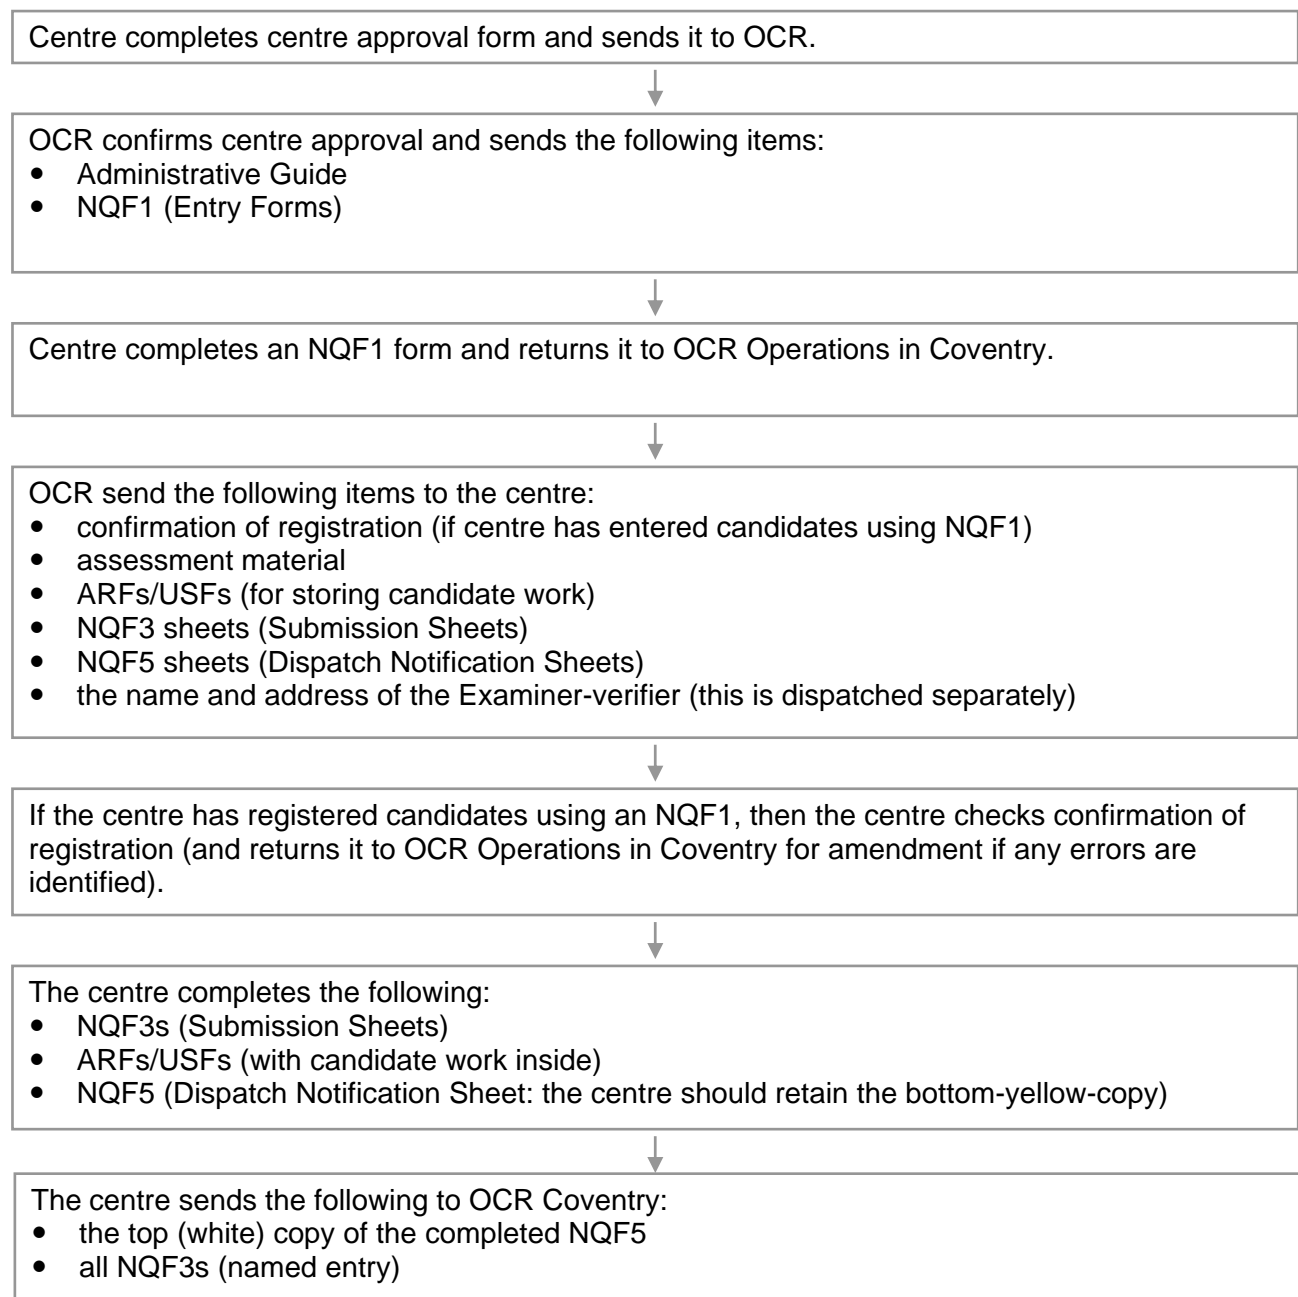 Centre completes centre approval form and sends it to OCR.
OCR confirms centre approval and sends the following items:
• Administrative Guide
• NQF1 (Entry Forms)
Centre completes an NQF1 form and returns it to OCR Operations in Coventry.
OCR send the following items to the centre:
• confirmation of registration (if centre has entered candidates using NQF1)
• assessment material
• ARFs/USFs (for storing candidate work)
• NQF3 sheets (Submission Sheets)
• NQF5 sheets (Dispatch Notification Sheets)
• the name and address of the Examiner-verifier (this is dispatched separately)
If the centre has registered candidates using an NQF1, then the centre checks confirmation of
registration (and returns it to OCR Operations in Coventry for amendment if any errors are
identified).
The centre completes the following:
• NQF3s (Submission Sheets)
• ARFs/USFs (with candidate work inside)
• NQF5 (Dispatch Notification Sheet: the centre should retain the bottom-yellow-copy)
The centre sends the following to OCR Coventry:
• the top (white) copy of the completed NQF5
• all NQF3s (named entry)